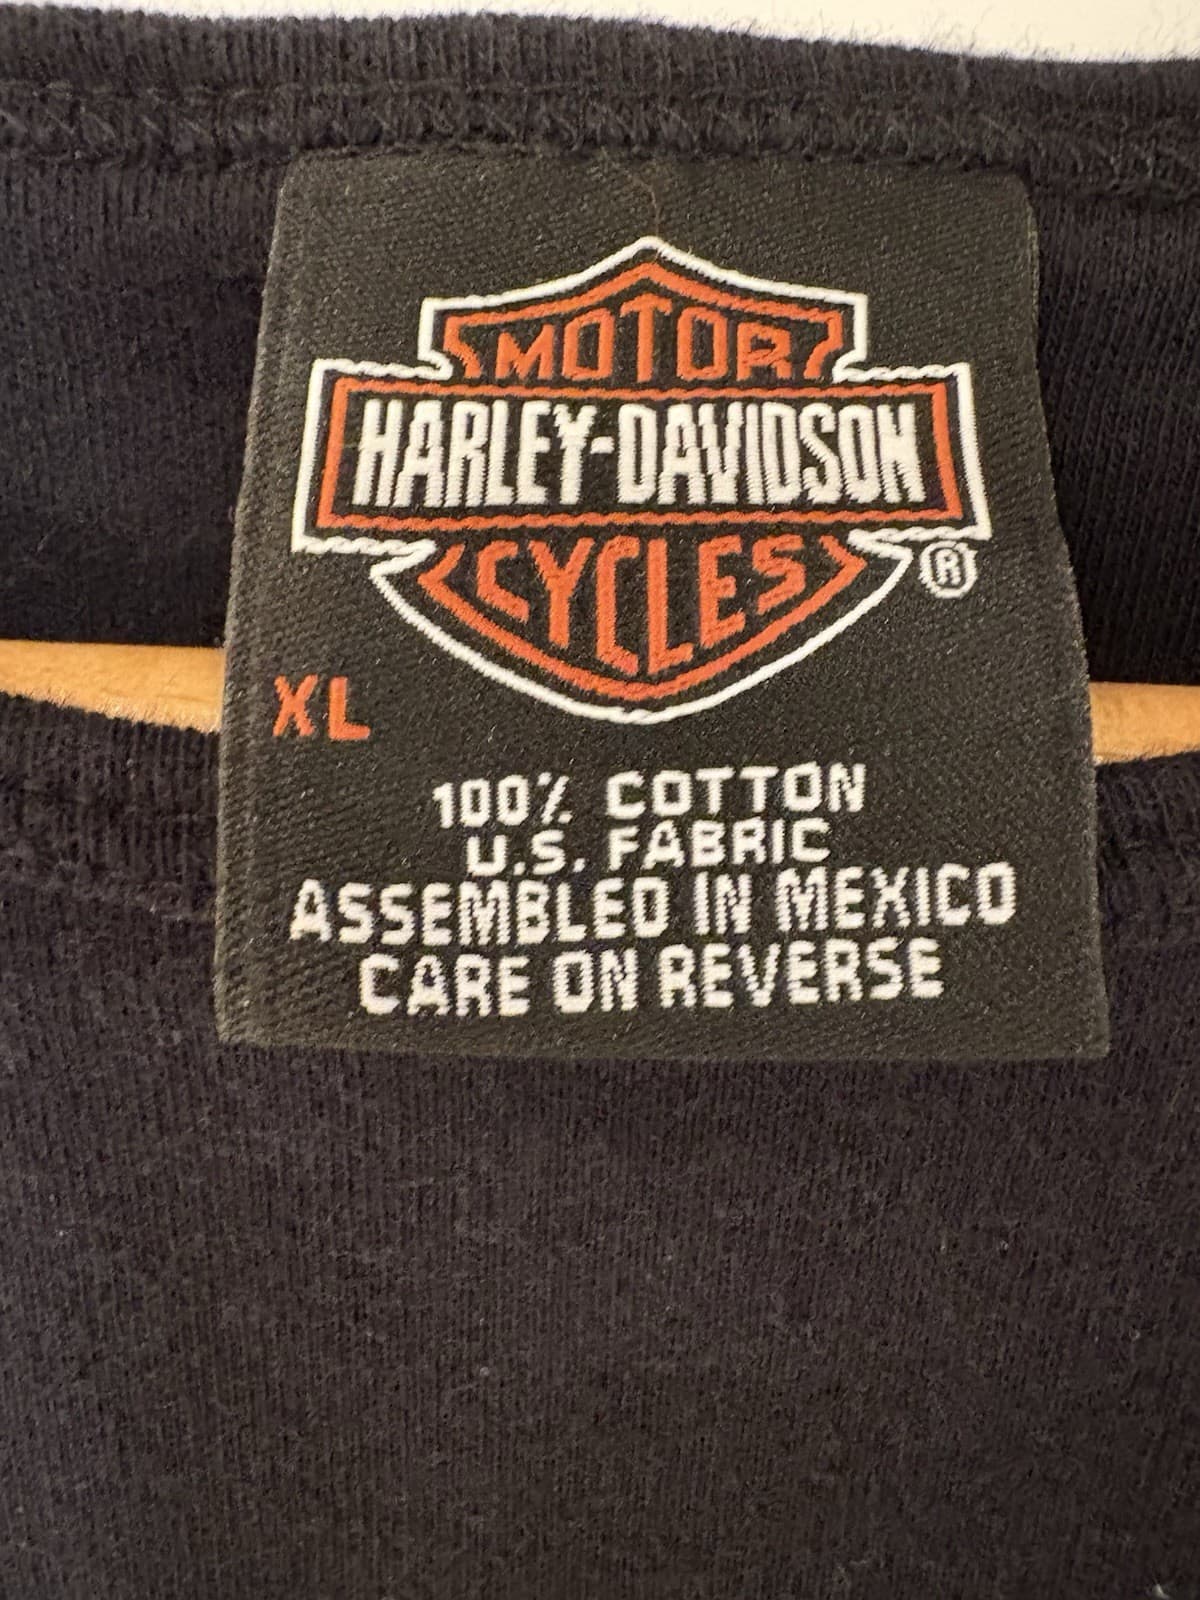 MOTOR
HARLEY-DAVIDSON
CYCLES
®
XL
100% COTTON
U.S. FABRIC
ASSEMBLED IN MEXICO
CARE ON REVERSE